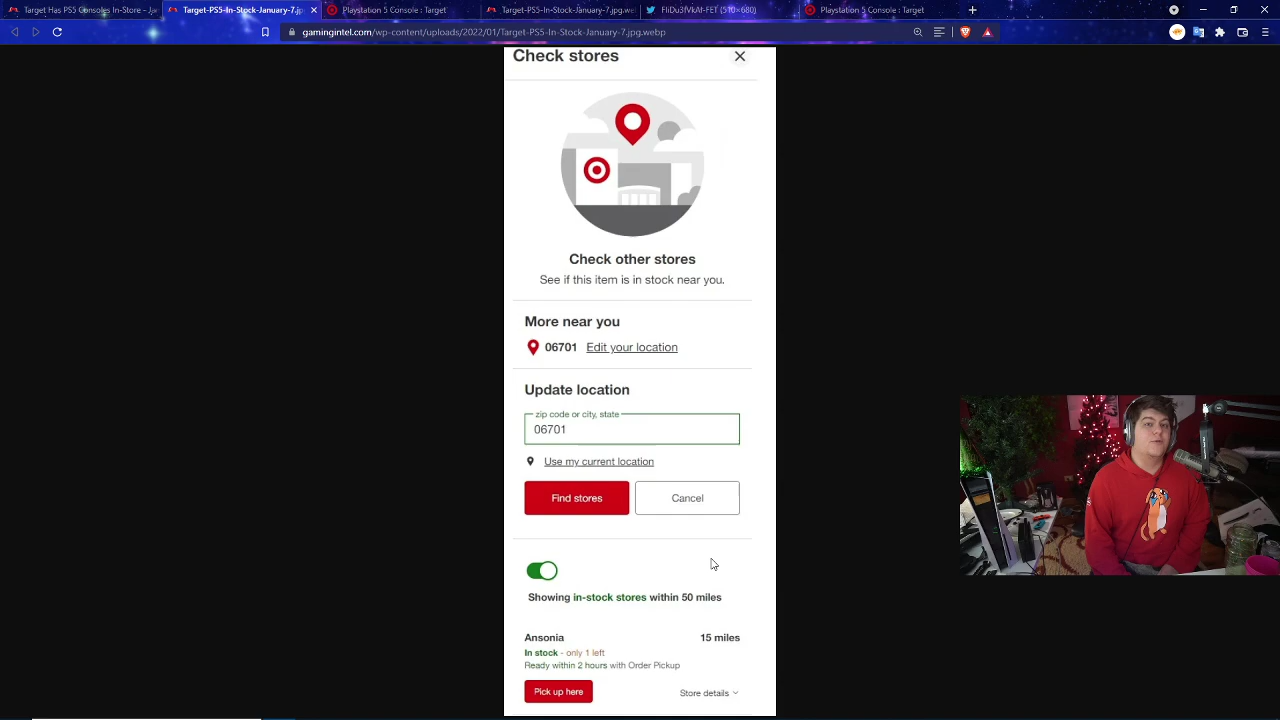 Target Has PS5 Consoles In Store – Ja
Target-PS5-In-Stock-January-7.jp
Playstation 5 Console : Target
Target-PS5-In-Stock-January-7.jpg.we
FIiDu3fVkAf-FET (510×680)
Playstation 5 Console : Target
gamingintel.com/wp-content/uploads/2022/01/Target-PS5-In-Stock-January-7.jpg.webp
Check stores
Check other stores
See if this item is in stock near you.
More near you
06701 Edit your location
Update location
zip code or city, state
06701
Use my current location
Find stores
Cancel
Showing in-stock stores within 50 miles
Ansonia
15 miles
In stock - only 1 left
Ready within 2 hours with Order Pickup
Pick up here
Store details